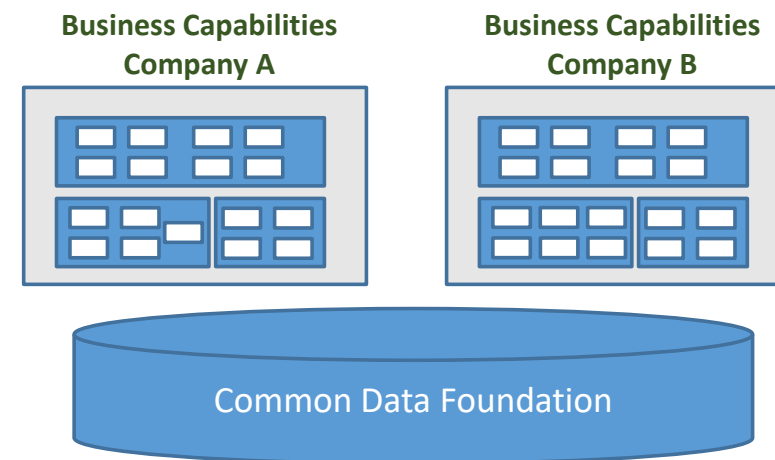 Business Capabilities
Company A
Business Capabilities
Company B
Common Data Foundation